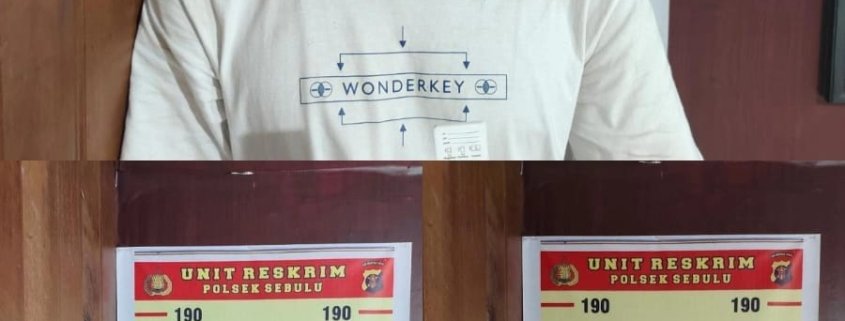 WONDERKEY
UNIT RESKRIM
POLSEK SEBULU
190 190
UNIT RESKRIM
POLSEK SEBULU
190 190